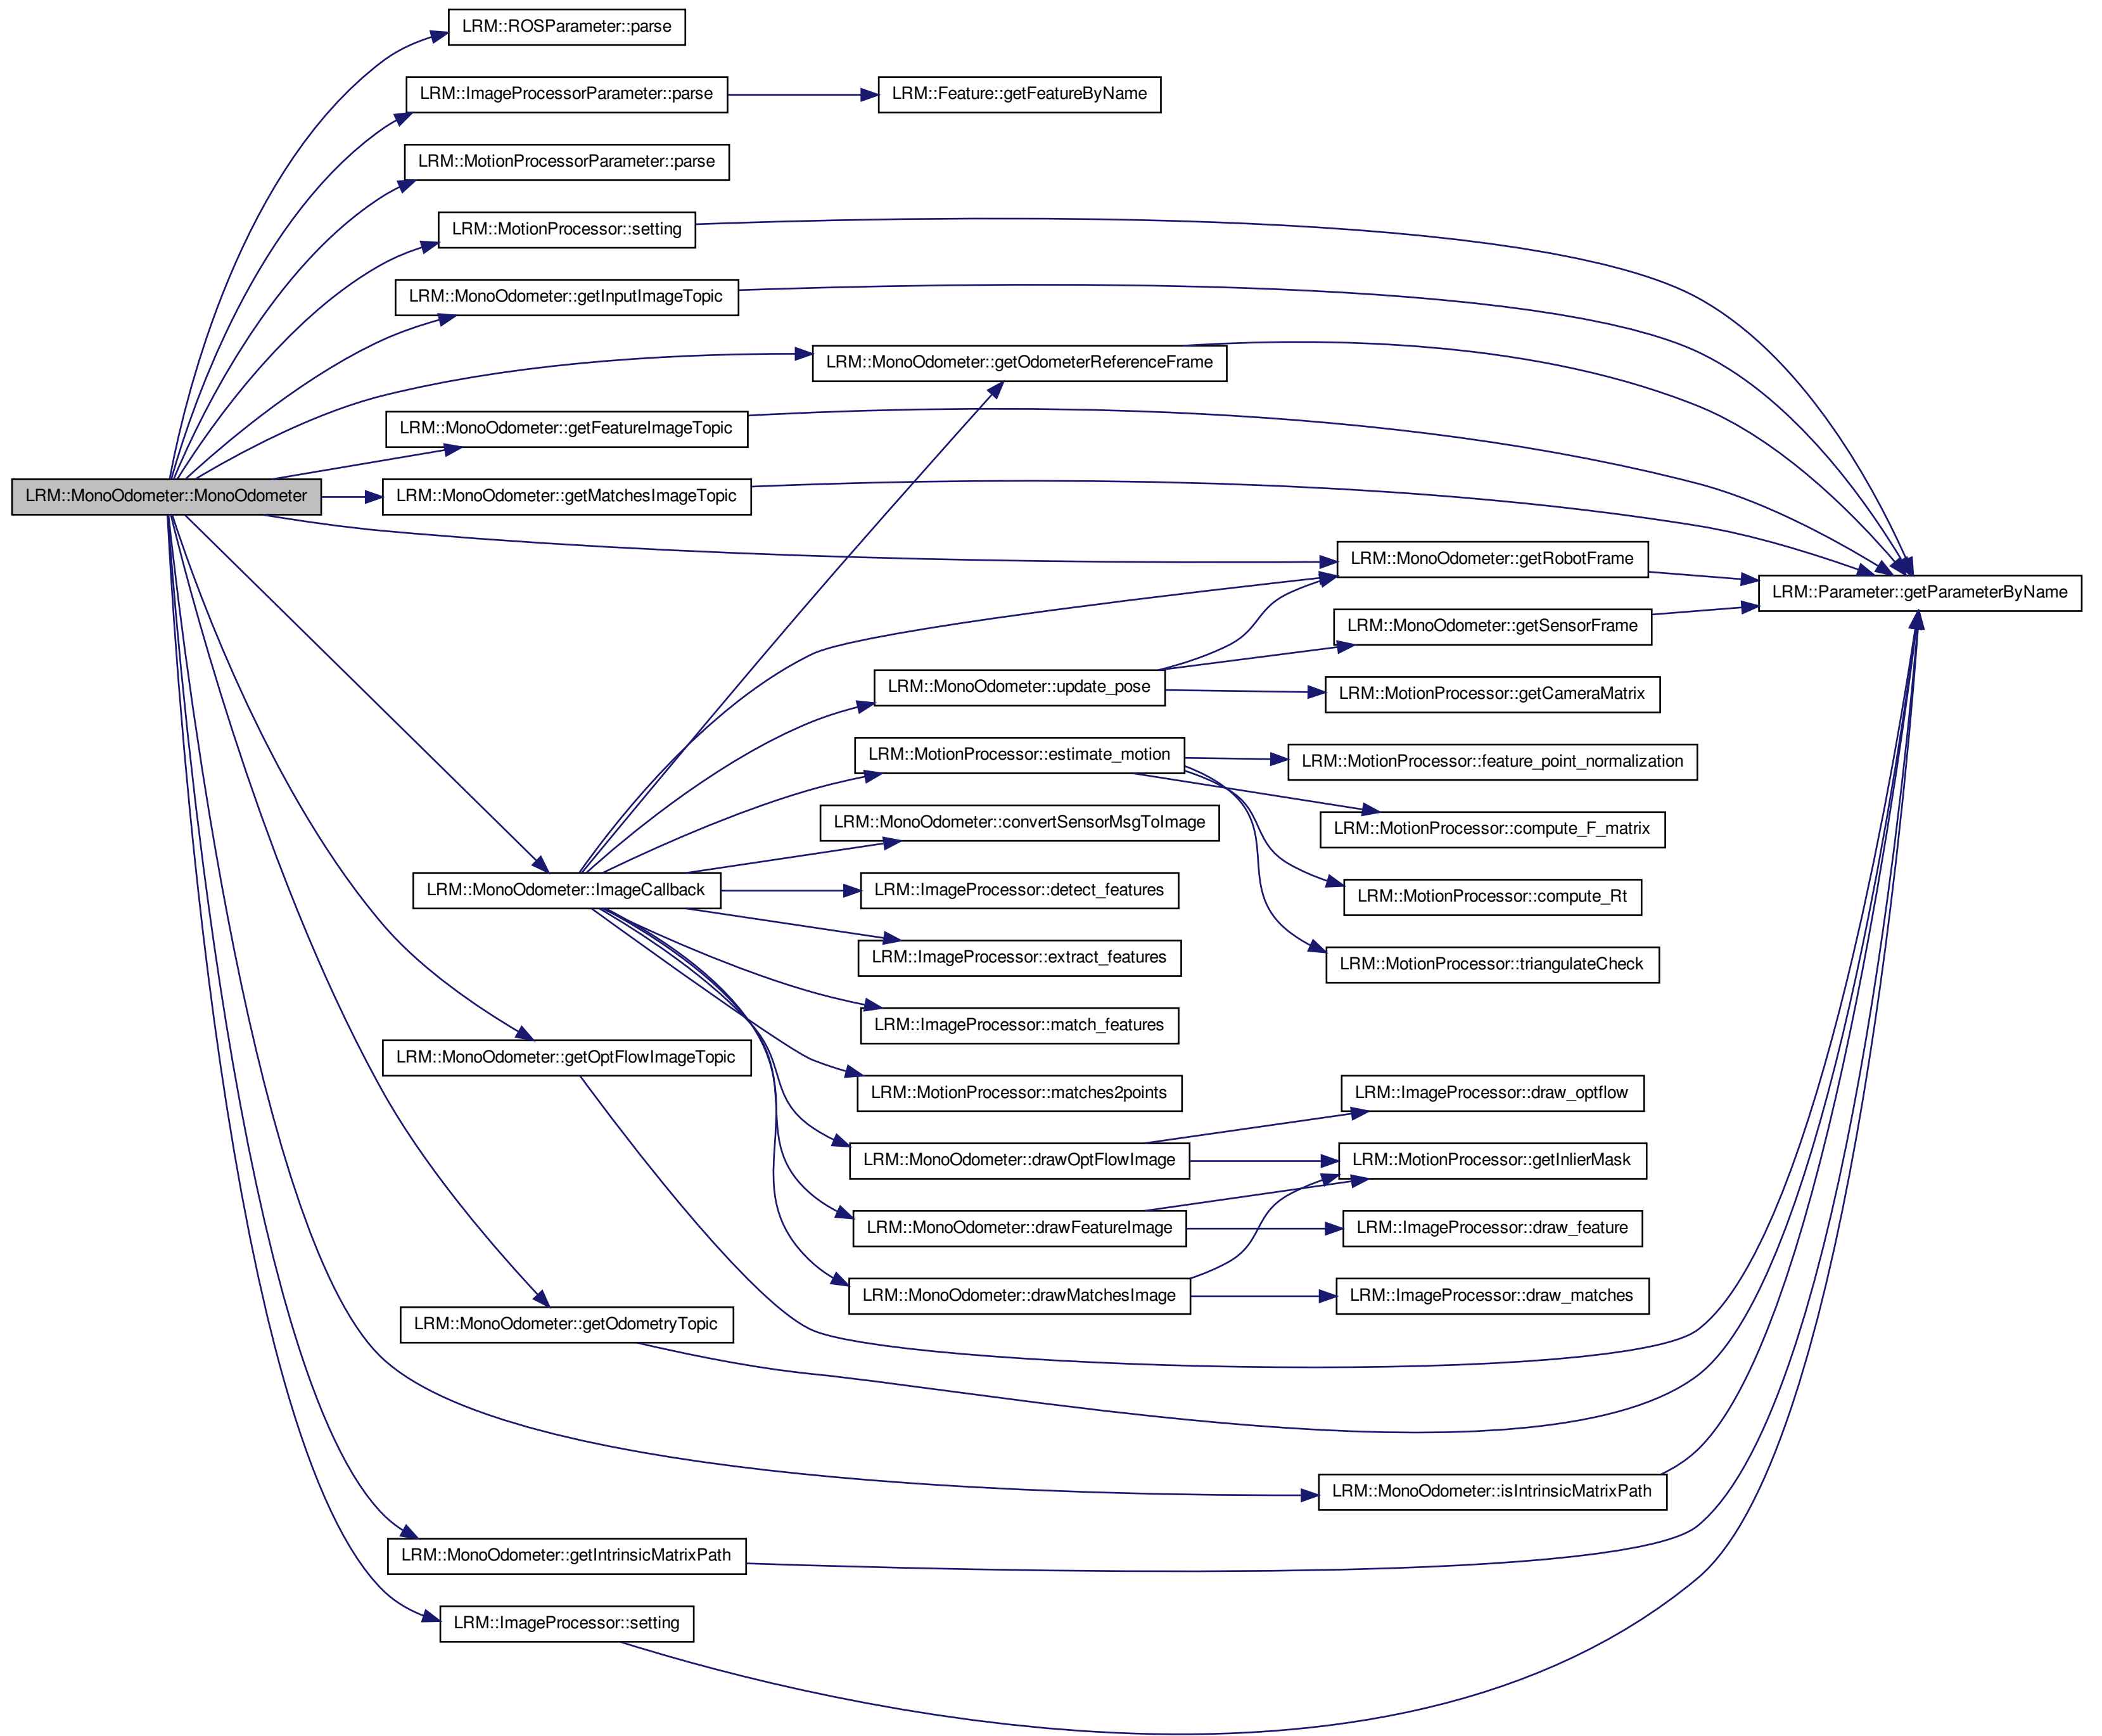 LRM::ROSParameter::parse
LRM::ImageProcessorParameter::parse
LRM::Feature::getFeatureByName
LRM::MotionProcessorParameter::parse
LRM::MotionProcessor::setting
LRM::MonoOdometer::getInputImageTopic
LRM::MonoOdometer::getOdometerReferenceFrame
LRM::MonoOdometer::getFeatureImageTopic
LRM::MonoOdometer::MonoOdometer
LRM::MonoOdometer::getMatchesImageTopic
LRM::MonoOdometer::getRobotFrame
LRM::Parameter::getParameterByName
LRM::MonoOdometer::getSensorFrame
LRM::MonoOdometer::update_pose
LRM::MotionProcessor::getCameraMatrix
LRM::MotionProcessor::estimate_motion
LRM::MotionProcessor::feature_point_normalization
LRM::MonoOdometer::convertSensorMsgToImage
LRM::MotionProcessor::compute_F_matrix
LRM::MonoOdometer::ImageCallback
LRM::ImageProcessor::detect_features
LRM::MotionProcessor::compute_Rt
LRM::ImageProcessor::extract_features
LRM::MotionProcessor::triangulateCheck
LRM::ImageProcessor::match_features
LRM::MonoOdometer::getOptFlowImageTopic
LRM::MotionProcessor::matches2points
LRM::ImageProcessor::draw_optflow
LRM::MonoOdometer::drawOptFlowImage
LRM::MotionProcessor::getInlierMask
LRM::MonoOdometer::drawFeatureImage
LRM::ImageProcessor::draw_feature
LRM::MonoOdometer::drawMatchesImage
LRM::ImageProcessor::draw_matches
LRM::MonoOdometer::getOdometryTopic
LRM::MonoOdometer::isIntrinsicMatrixPath
LRM::MonoOdometer::getIntrinsicMatrixPath
LRM::ImageProcessor::setting